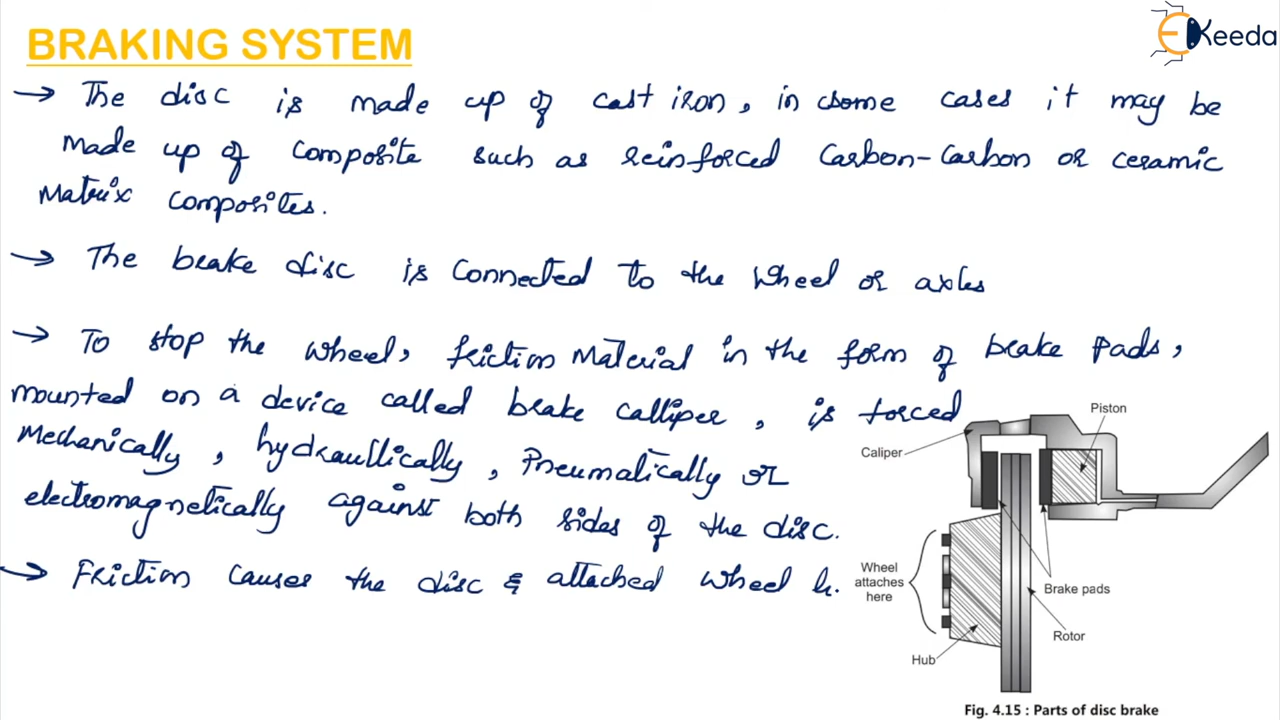 BRAKING SYSTEM
EKeeda
→ The disc is made up of cast iron, in some cases it may be
made up of composite such as reinforced carbon-carbon or ceramic
Matrix composites.
→ The brake disc is connected to the wheel or axles
→ To stop the wheel, friction Material in the form of brake pads,
mounted on a device called brake calliper, is forced
Mechanically, hydraullically, Pneumatically or
electromagnetically against both sides of the disc.
→ Friction causes the disc & attached wheel
Piston
Caliper
Wheel
attaches
here
Brake pads
Rotor
Hub
Fig. 4.15 : Parts of disc brake